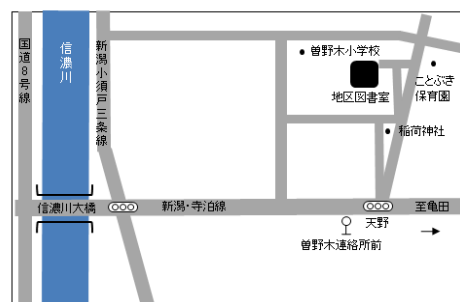 国道8号線
信濃川
新潟小須戸三条線
曽野木小学校
地区図書室
ことぶき
保育園
稲荷神社
信濃川大橋
新潟・寺泊線
天野
至亀田
曽野木連絡所前